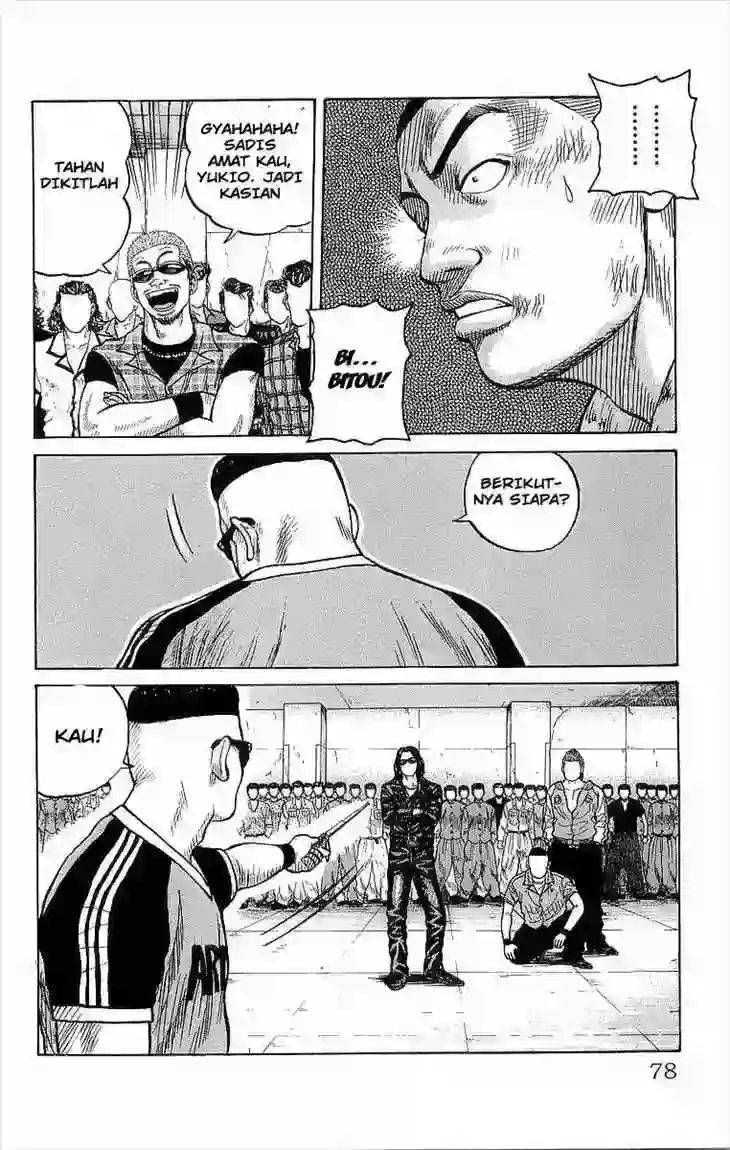 GYAHAHAHA!
SADIS
AMAT KAU,
YUKIO. JADI
KASIAN
TAHAN
DIKITLAH
.......
BI...
BITOU!
BERIKUT-
NYA SIAPA?
KAU!
78